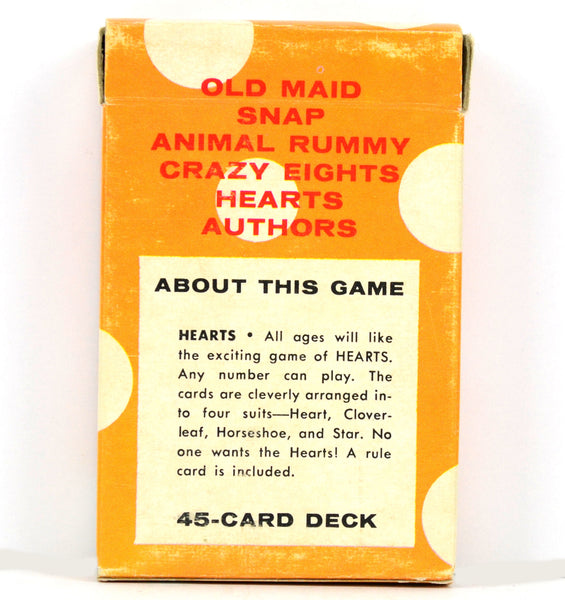 OLD MAID
SNAP
ANIMAL RUMMY
CRAZY EIGHTS
HEARTS
AUTHORS
ABOUT THIS GAME
HEARTS • All ages will like
the exciting game of HEARTS.
Any number can play. The
cards are cleverly arranged in-
to four suits—Heart, Clover-
leaf, Horseshoe, and Star. No
one wants the Hearts! A rule
card is included.
45-CARD DECK